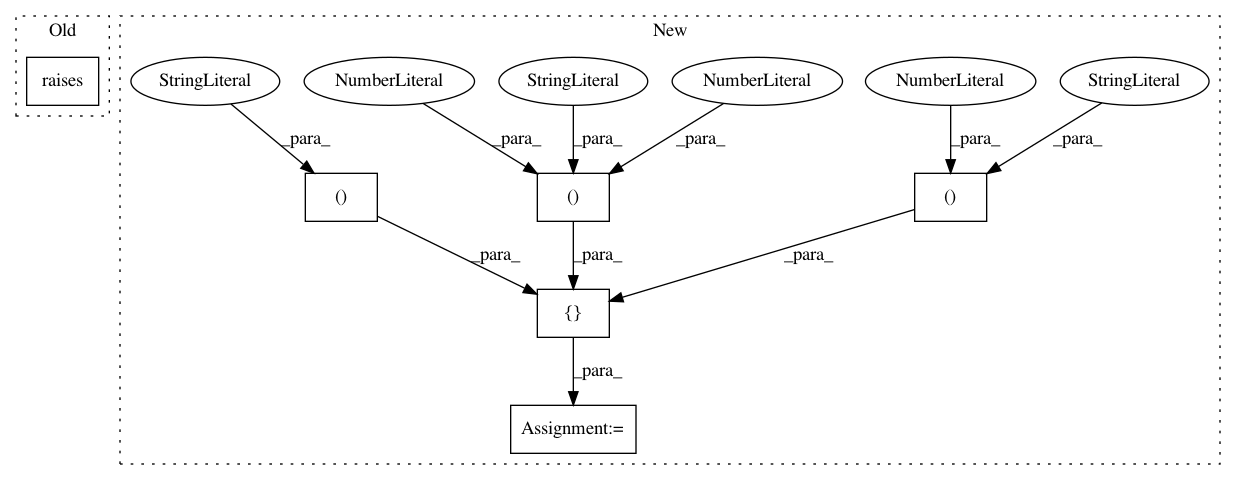 Old
New
raises
StringLiteral
NumberLiteral
StringLiteral
NumberLiteral
NumberLiteral
StringLiteral
_para_
_para_
_para_
_para_
_para_
_para_
()
()
()
_para_
_para_
_para_
{}
_para_
Assignment:=